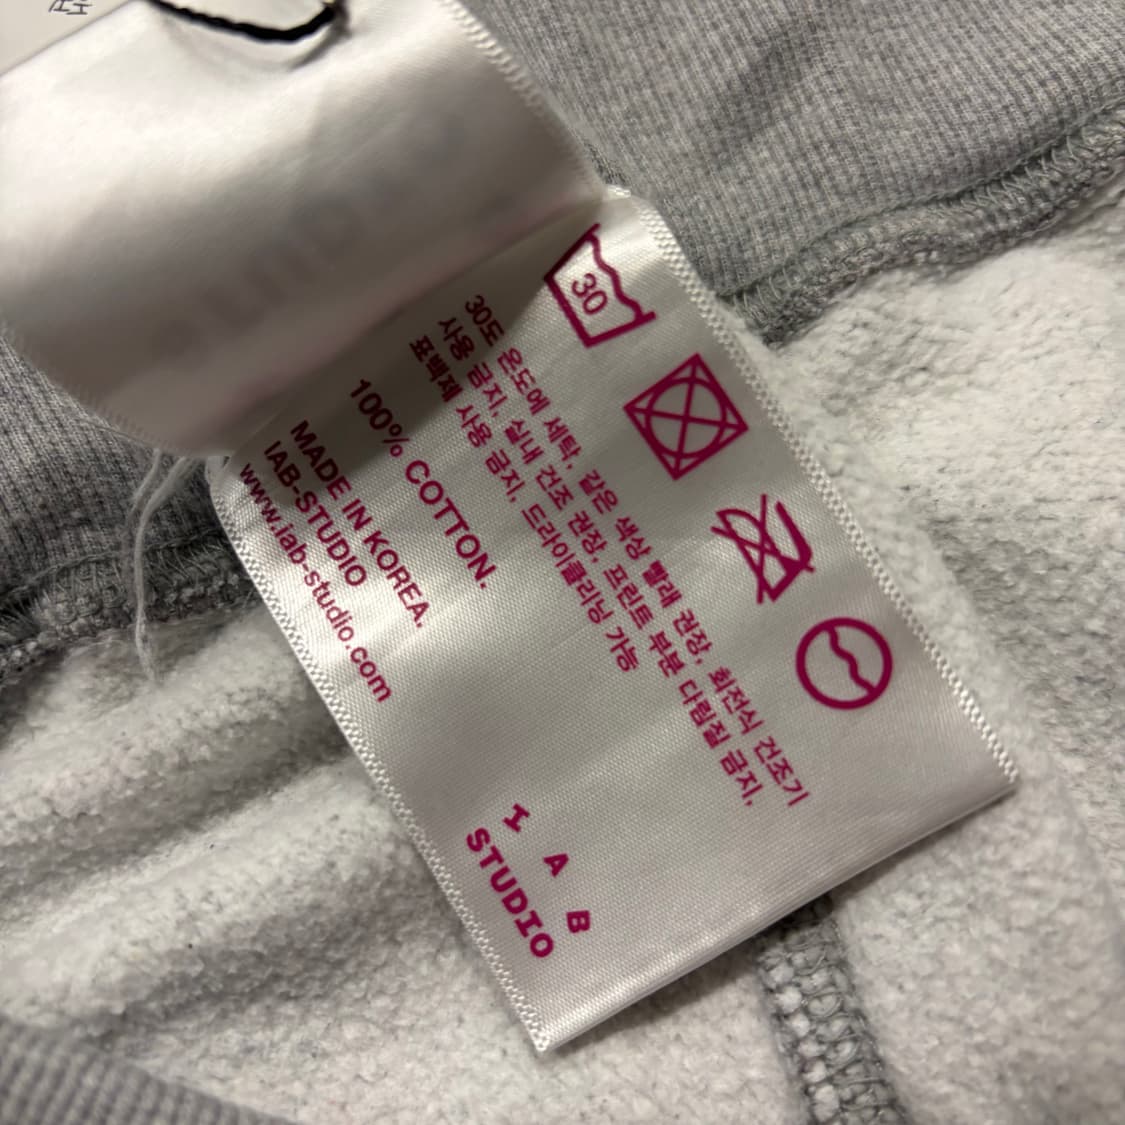 30
30도 온도에 세탁, 같은 색상 빨래 권장, 회전식 건조기
사용 금지, 실내 건조 권장, 프린트 부분 다림질 금지,
표백제 사용 금지, 드라이클리닝 가능
100% COTTON.
MADE IN KOREA.
IAB-STUDIO
www.iab-studio.com
I A B
STUDIO